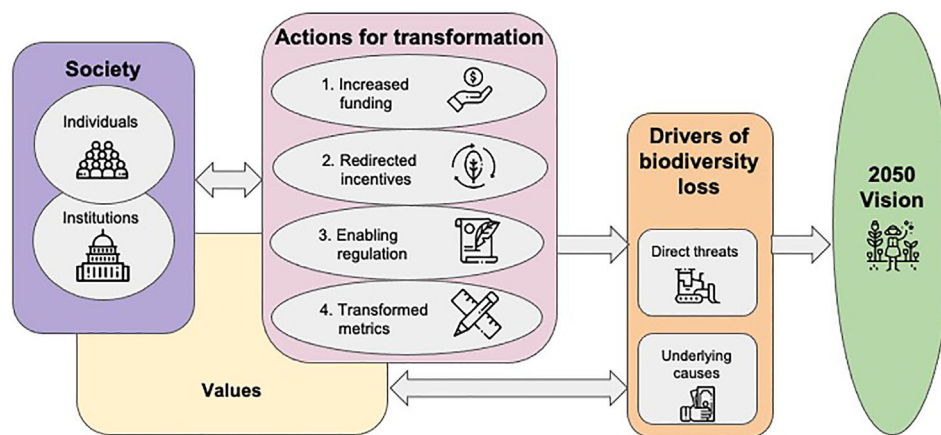 Society
Individuals
Institutions
Values
Actions for transformation
1. Increased
funding
2. Redirected
incentives
3. Enabling
regulation
4. Transformed
metrics
Drivers of
biodiversity
loss
Direct threats
Underlying
causes
2050
Vision